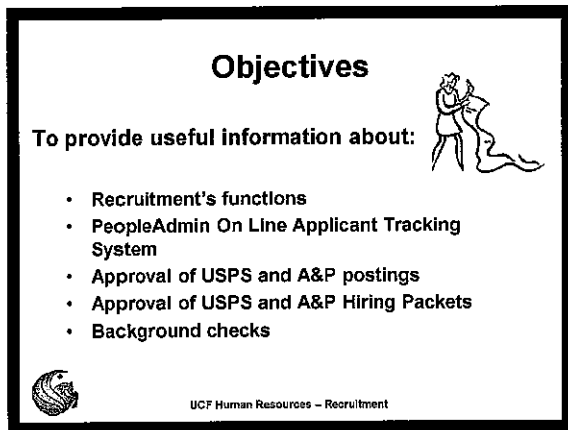 Objectives
To provide useful information about:
• Recruitment's functions
• PeopleAdmin On Line Applicant Tracking
System
• Approval of USPS and A&P postings
• Approval of USPS and A&P Hiring Packets
• Background checks
UCF Human Resources – Recruitment